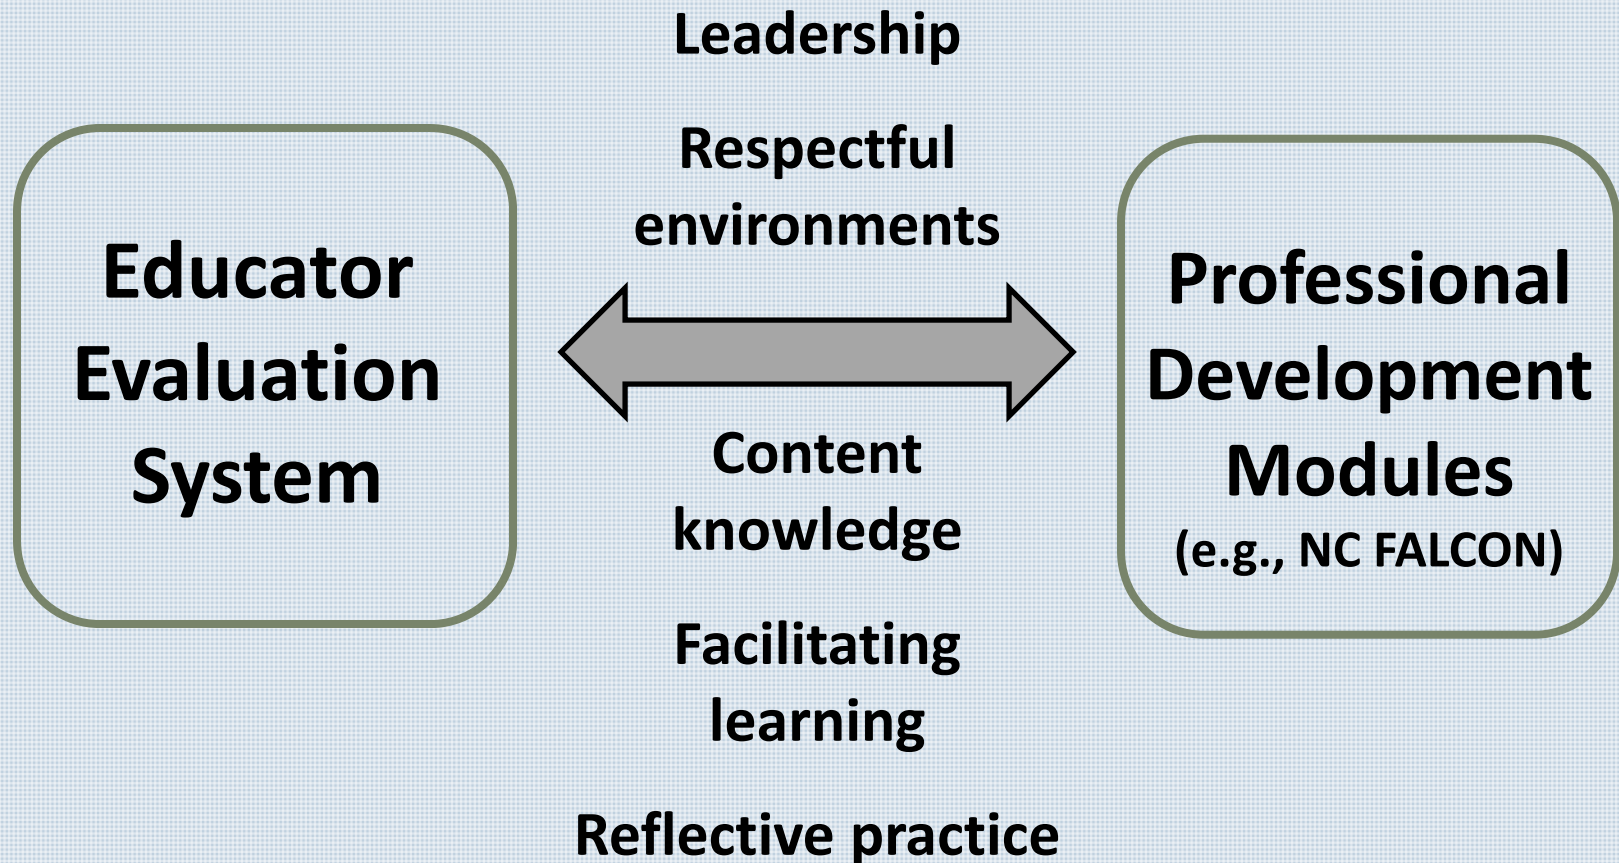 Leadership
Respectful
environments
Educator
Evaluation
System
Content
knowledge
Facilitating
learning
Reflective practice
Professional
Development
Modules
(e.g., NC FALCON)